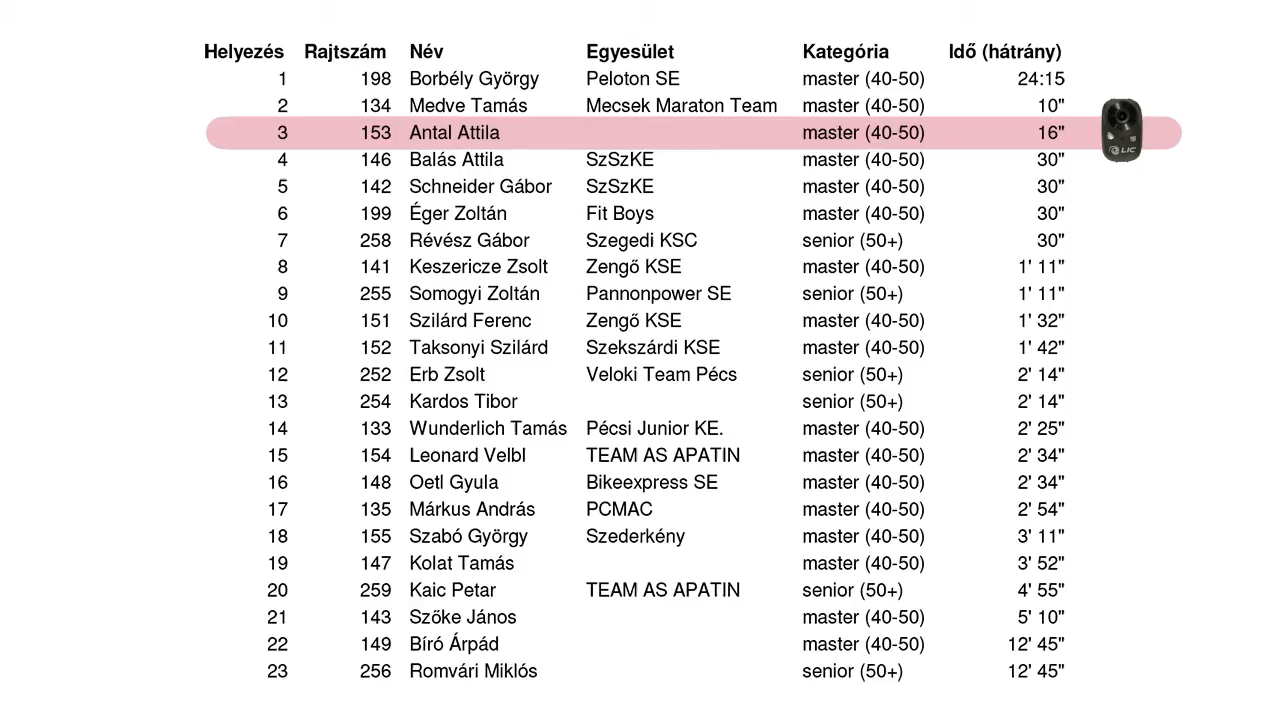 Helyezés Rajtszám Név Egyesület Kategória Idő (hátrány)
1 198 Borbély György Peloton SE master (40-50) 24:15
2 134 Medve Tamás Mecsek Maraton Team master (40-50) 10"
3 153 Antal Attila master (40-50) 16"
4 146 Balás Attila SzSzKE master (40-50) 30"
5 142 Schneider Gábor SzSzKE master (40-50) 30"
6 199 Éger Zoltán Fit Boys master (40-50) 30"
7 258 Révész Gábor Szegedi KSC senior (50+) 30"
8 141 Keszericze Zsolt Zengő KSE master (40-50) 1' 11"
9 255 Somogyi Zoltán Pannonpower SE senior (50+) 1' 11"
10 151 Szilárd Ferenc Zengő KSE master (40-50) 1' 32"
11 152 Taksonyi Szilárd Szekszárdi KSE master (40-50) 1' 42"
12 252 Erb Zsolt Veloki Team Pécs senior (50+) 2' 14"
13 254 Kardos Tibor senior (50+) 2' 14"
14 133 Wunderlich Tamás Pécsi Junior KE. master (40-50) 2' 25"
15 154 Leonard Velbl TEAM AS APATIN master (40-50) 2' 34"
16 148 Oetl Gyula Bikeexpress SE master (40-50) 2' 34"
17 135 Márkus András PCMAC master (40-50) 2' 54"
18 155 Szabó György Szederkény master (40-50) 3' 11"
19 147 Kolat Tamás master (40-50) 3' 52"
20 259 Kaic Petar TEAM AS APATIN senior (50+) 4' 55"
21 143 Szőke János master (40-50) 5' 10"
22 149 Bíró Árpád master (40-50) 12' 45"
23 256 Romvári Miklós senior (50+) 12' 45"